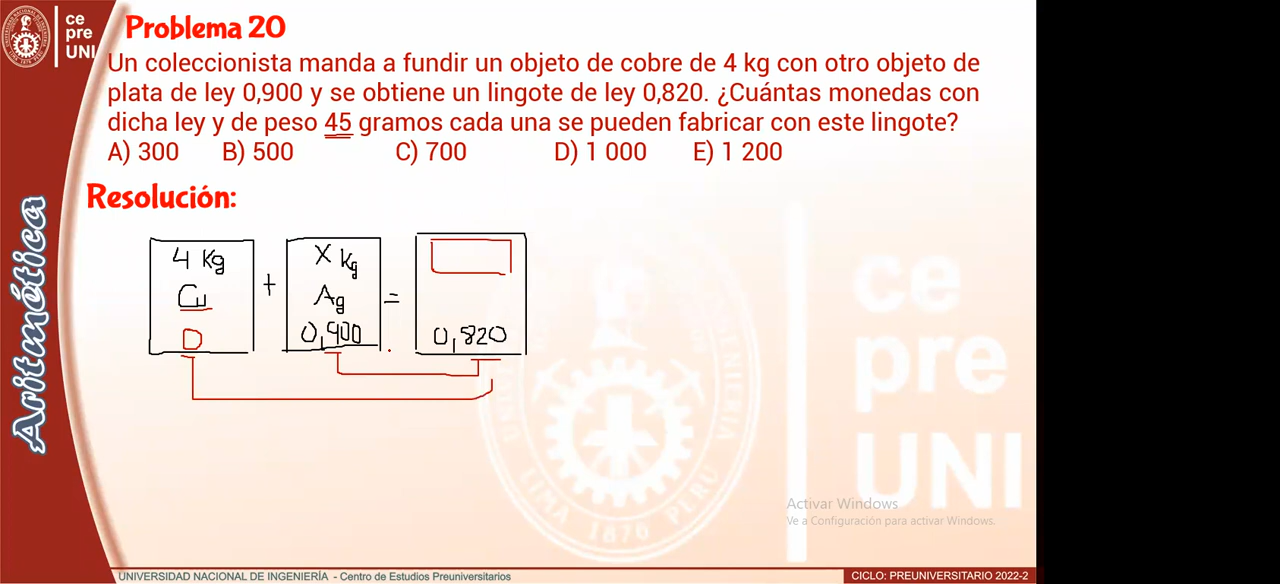 ce
pre
UNI
Problema 20
Un coleccionista manda a fundir un objeto de cobre de 4 kg con otro objeto de
plata de ley 0,900 y se obtiene un lingote de ley 0,820. ¿Cuántas monedas con
dicha ley y de peso 45 gramos cada una se pueden fabricar con este lingote?
A) 300 B) 500 C) 700 D) 1 000 E) 1 200
Resolución:
4 Kg + X Kg =
Cu Ag
0 0,900 0,820
Aritmética
ce
pre
UNI
LIMA 1876 PERU
Activar Windows
Ve a Configuración para activar Windows.
UNIVERSIDAD NACIONAL DE INGENIERÍA - Centro de Estudios Preuniversitarios
CICLO: PREUNIVERSITARIO 2022-2